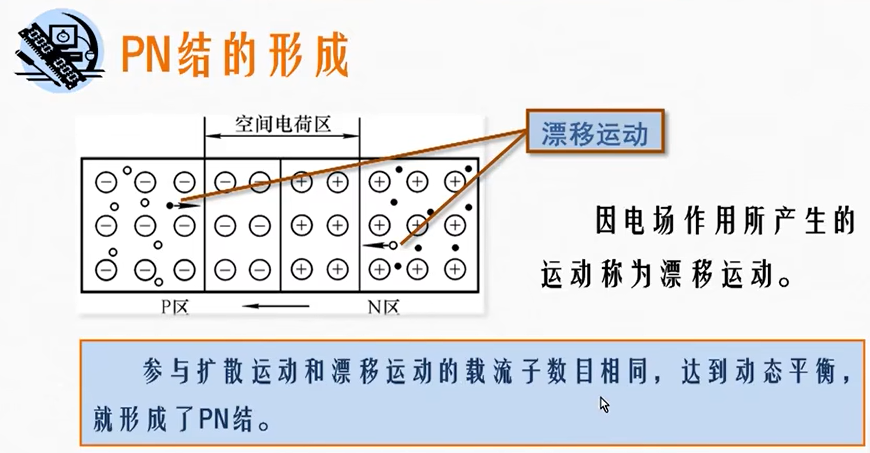 PN结的形成
空间电荷区
漂移运动
因电场作用所产生的
运动称为漂移运动。
P区
N区
参与扩散运动和漂移运动的载流子数目相同，达到动态平衡，
就形成了PN结。